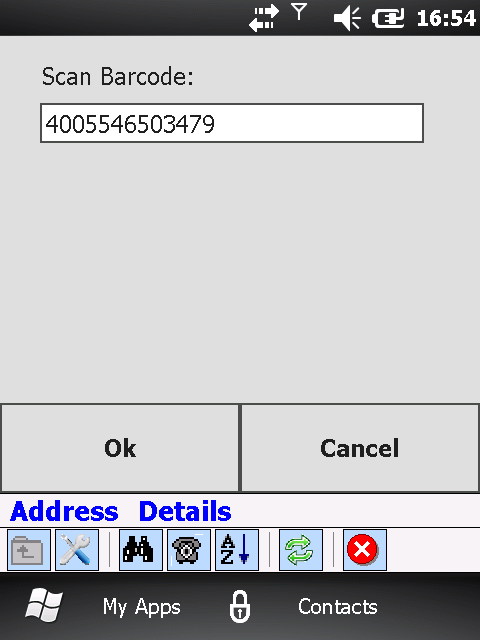 16:54
Scan Barcode:
4005546503479
Ok Cancel
Address Details
A
Z
My Apps Contacts